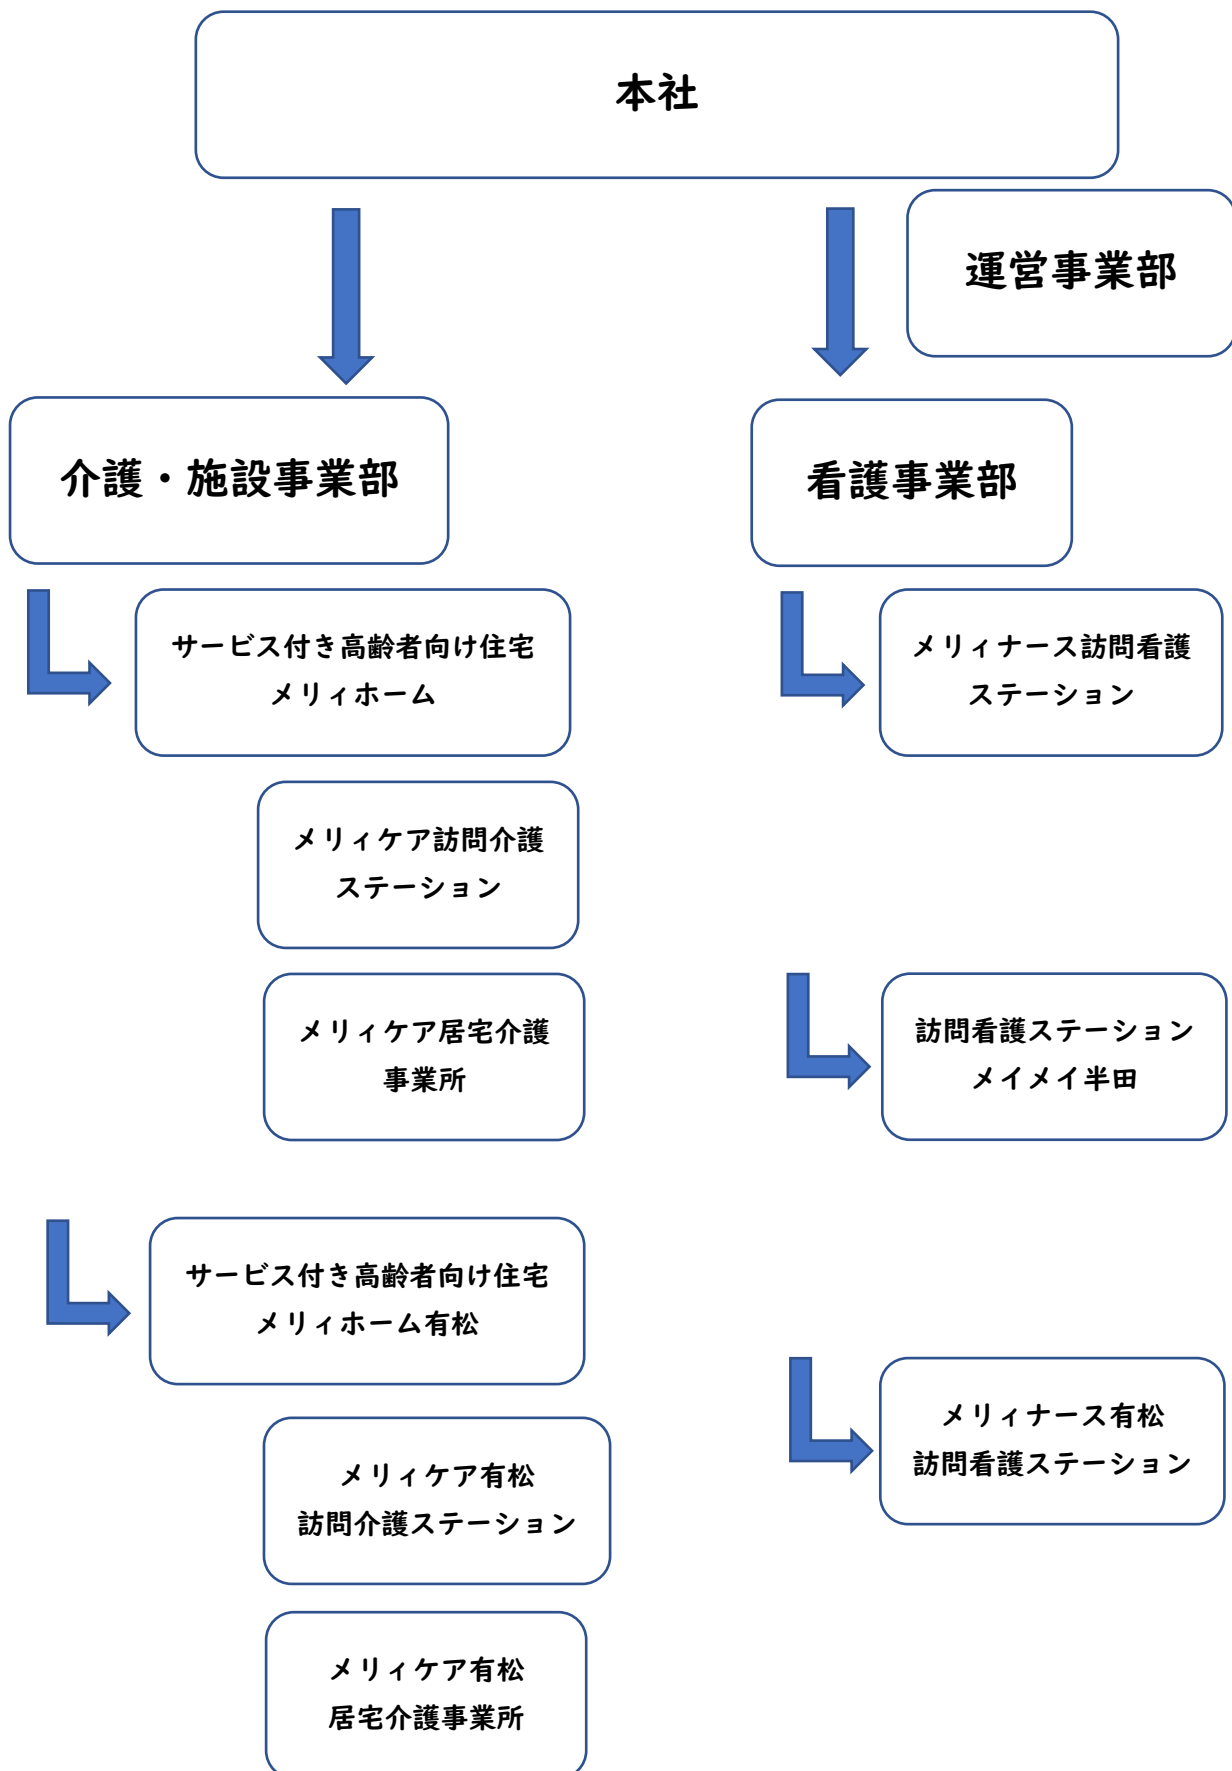 本社
運営事業部
介護・施設事業部
看護事業部
サービス付き高齢者向け住宅
メリィホーム
メリィケア訪問介護
ステーション
メリィケア居宅介護
事業所
サービス付き高齢者向け住宅
メリィホーム有松
メリィケア有松
訪問介護ステーション
メリィケア有松
居宅介護事業所
メリィナース訪問看護
ステーション
訪問看護ステーション
メイメイ半田
メリィナース有松
訪問看護ステーション